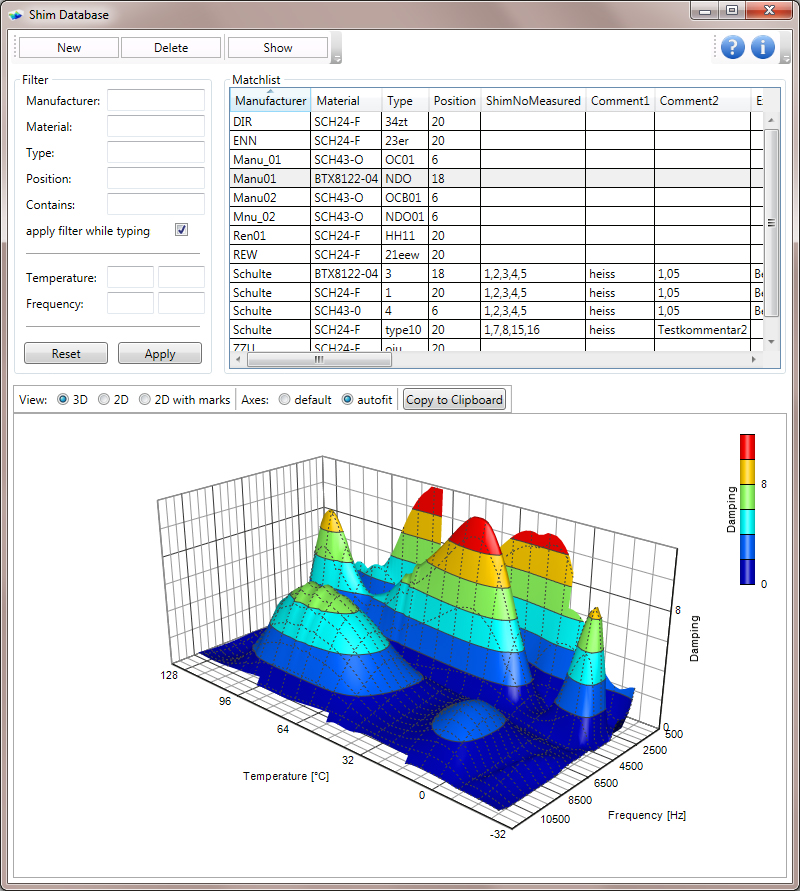 Shim Database
New Delete Show
Filter
Manufacturer:
Material:
Type:
Position:
Contains:
apply filter while typing
Temperature:
Frequency:
Reset Apply
Matchlist
Manufacturer Material Type Position ShimNoMeasured Comment1 Comment2
DIR SCH24-F 34zt 20
ENN SCH24-F 23er 20
Manu_01 SCH43-O OC01 6
Manu01 BTX8122-04 NDO 18
Manu02 SCH43-O OCB01 6
Mnu_02 SCH43-O NDO01 6
Ren01 SCH24-F HH11 20
REW SCH24-F 21eew 20
Schulte BTX8122-04 3 18 1,2,3,4,5 heiss 1,05
Schulte SCH24-F 1 20 1,2,3,4,5 heiss 1,05
Schulte SCH43-0 4 6 1,2,3,4,5 heiss 1,05
Schulte SCH24-F type10 20 1,7,8,15,16 heiss Testkommentar2
ZZU SCH24-F oiu 20
View: 3D 2D 2D with marks Axes: default autofit Copy to Clipboard
Damping
8
0
8
Damping
0
128
96
64
32
0
-32
Temperature [°C]
500
2500
4500
6500
8500
10500
Frequency [Hz]